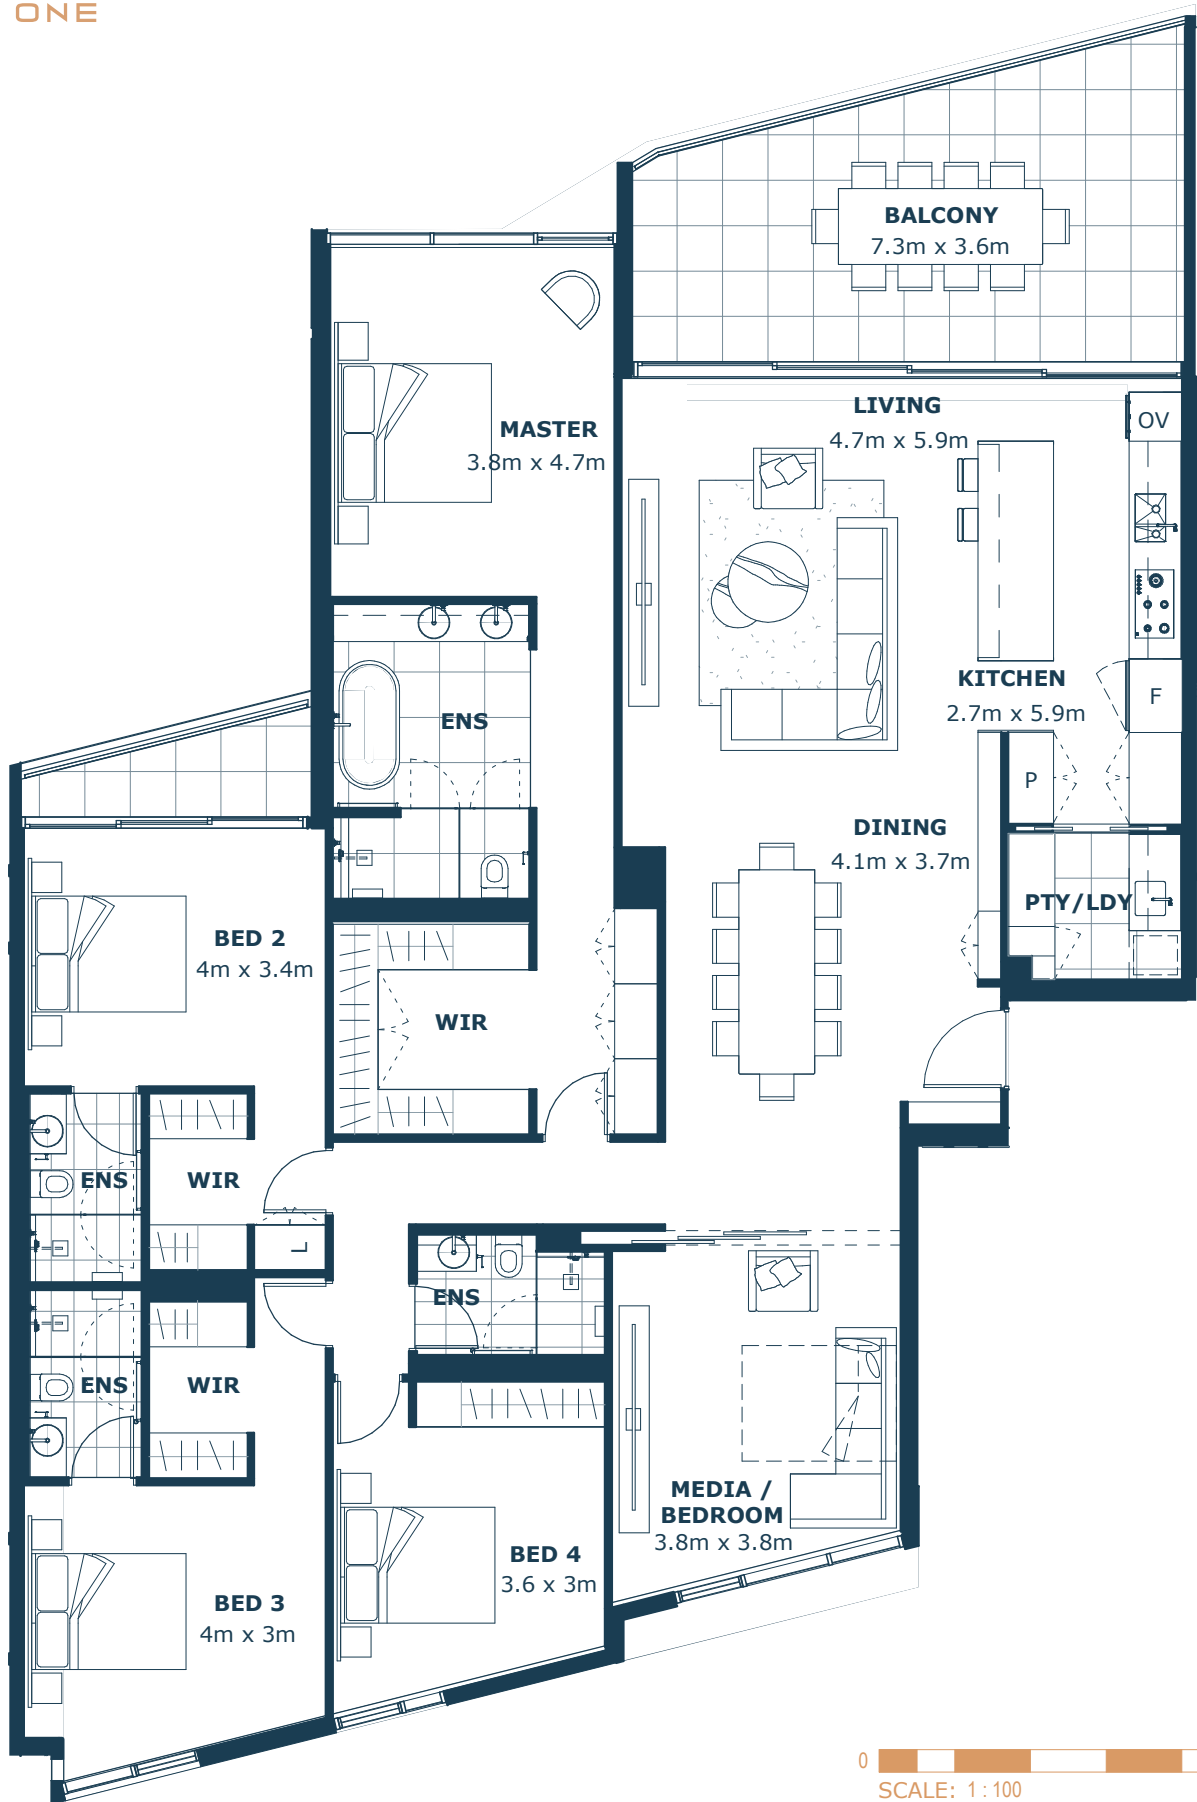 ONE
BALCONY
7.3m x 3.6m
LIVING
4.7m x 5.9m
OV
MASTER
3.8m x 4.7m
KITCHEN
2.7m x 5.9m
F
ENS
P
DINING
4.1m x 3.7m
PTY/LDY
BED 2
4m x 3.4m
WIR
ENS
WIR
L
ENS
ENS
WIR
MEDIA /
BEDROOM
3.8m x 3.8m
BED 4
3.6 x 3m
BED 3
4m x 3m
0
SCALE: 1 : 100